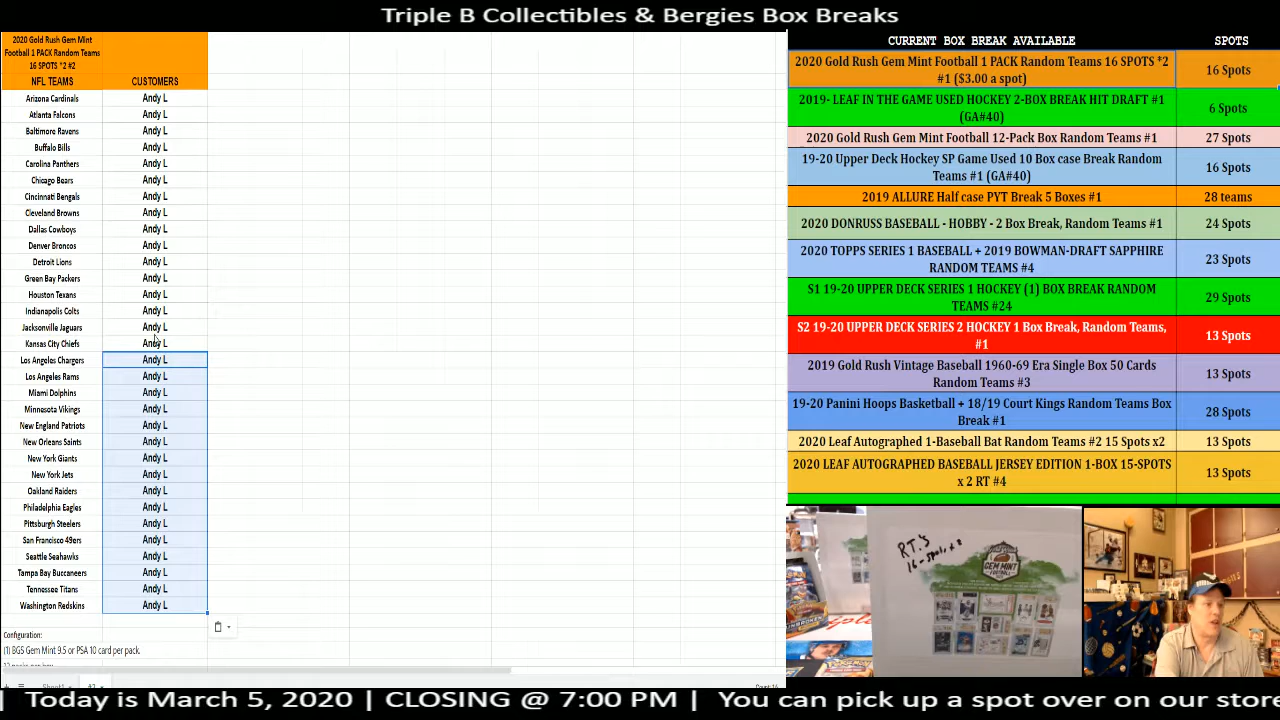 Triple B Collectibles & Bergies Box Breaks
2020 Gold Rush Gem Mint
Football 1 PACK Random Teams
16 SPOTS *2 #2
NFL TEAMS CUSTOMERS
Arizona Cardinals Andy L
Atlanta Falcons Andy L
Baltimore Ravens Andy L
Buffalo Bills Andy L
Carolina Panthers Andy L
Chicago Bears Andy L
Cincinnati Bengals Andy L
Cleveland Browns Andy L
Dallas Cowboys Andy L
Denver Broncos Andy L
Detroit Lions Andy L
Green Bay Packers Andy L
Houston Texans Andy L
Indianapolis Colts Andy L
Jacksonville Jaguars Andy L
Kansas City Chiefs Andy L
Los Angeles Chargers Andy L
Los Angeles Rams Andy L
Miami Dolphins Andy L
Minnesota Vikings Andy L
New England Patriots Andy L
New Orleans Saints Andy L
New York Giants Andy L
New York Jets Andy L
Oakland Raiders Andy L
Philadelphia Eagles Andy L
Pittsburgh Steelers Andy L
San Francisco 49ers Andy L
Seattle Seahawks Andy L
Tampa Bay Buccaneers Andy L
Tennessee Titans Andy L
Washington Redskins Andy L
Configuration:
(1) BGS Gem Mint 9.5 or PSA 10 card per pack.
CURRENT BOX BREAK AVAILABLE SPOTS
2020 Gold Rush Gem Mint Football 1 PACK Random Teams 16 SPOTS *2
#1 ($3.00 a spot)
16 Spots
2019- LEAF IN THE GAME USED HOCKEY 2-BOX BREAK HIT DRAFT #1
(GA#40)
6 Spots
2020 Gold Rush Gem Mint Football 12-Pack Box Random Teams #1 27 Spots
19-20 Upper Deck Hockey SP Game Used 10 Box case Break Random
Teams #1 (GA#40)
16 Spots
2019 ALLURE Half case PYT Break 5 Boxes #1 28 teams
2020 DONRUSS BASEBALL - HOBBY - 2 Box Break, Random Teams #1 24 Spots
2020 TOPPS SERIES 1 BASEBALL + 2019 BOWMAN-DRAFT SAPPHIRE
RANDOM TEAMS #4
23 Spots
S1 19-20 UPPER DECK SERIES 1 HOCKEY (1) BOX BREAK RANDOM
TEAMS #24
29 Spots
S2 19-20 UPPER DECK SERIES 2 HOCKEY 1 Box Break, Random Teams,
#1
13 Spots
2019 Gold Rush Vintage Baseball 1960-69 Era Single Box 50 Cards
Random Teams #3
13 Spots
19-20 Panini Hoops Basketball + 18/19 Court Kings Random Teams Box
Break #1
28 Spots
2020 Leaf Autographed 1-Baseball Bat Random Teams #2 15 Spots x2 13 Spots
2020 LEAF AUTOGRAPHED BASEBALL JERSEY EDITION 1-BOX 15-SPOTS
x 2 RT #4
13 Spots
R.T.'s
16-spots x 2
GEM MINT
FOOTBALL
| Today is March 5, 2020 | CLOSING @ 7:00 PM | You can pick up a spot over on our store